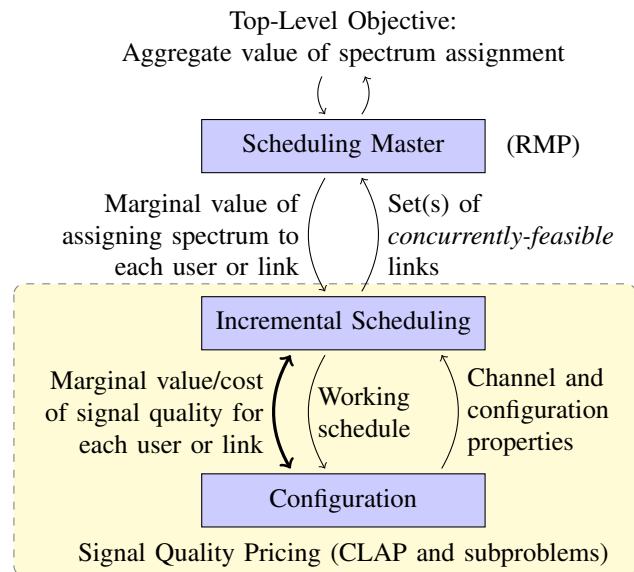 Top-Level Objective:
Aggregate value of spectrum assignment
Scheduling Master
(RMP)
Marginal value of
assigning spectrum to
each user or link
Set(s) of
concurrently-feasible
links
Incremental Scheduling
Marginal value/cost
of signal quality for
each user or link
Working
schedule
Channel and
configuration
properties
Configuration
Signal Quality Pricing (CLAP and subproblems)